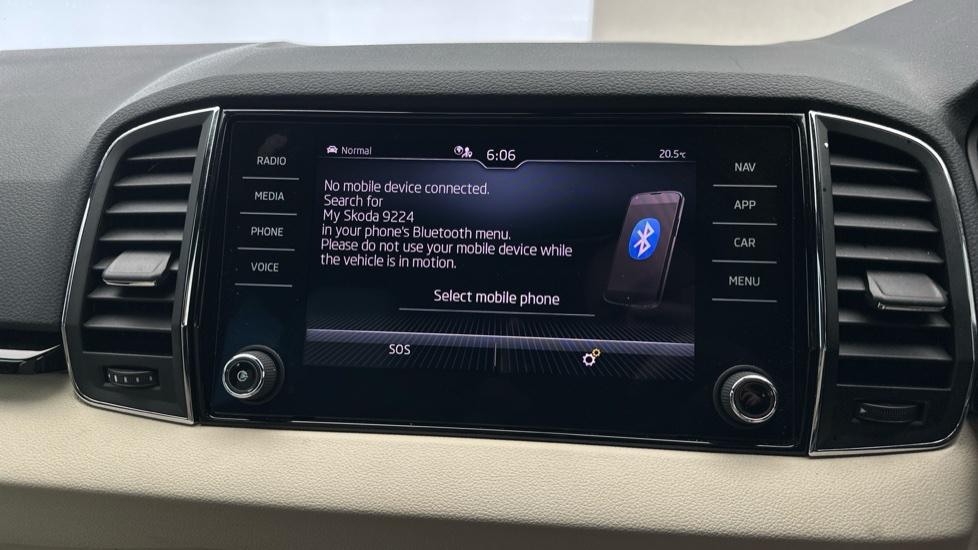 RADIO
MEDIA
PHONE
VOICE
Normal
6:06
20.5°C
No mobile device connected.
Search for
My Skoda 9224
in your phone's Bluetooth menu.
Please do not use your mobile device while
the vehicle is in motion.
Select mobile phone
SOS
NAV
APP
CAR
MENU